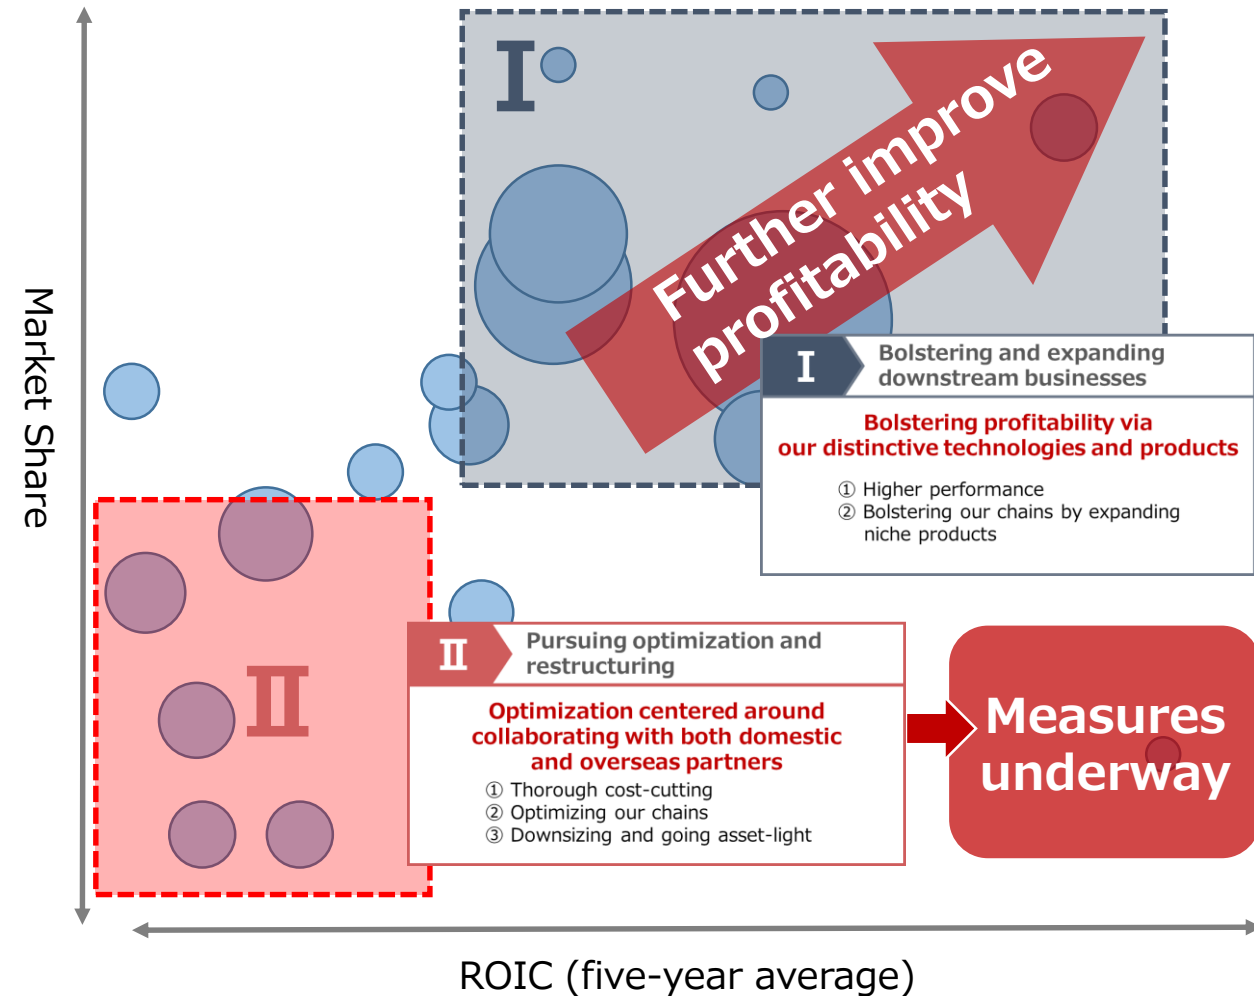 Market Share
I
Further improve
profitability
I
Bolstering and expanding
downstream businesses
Bolstering profitability via
our distinctive technologies and products
① Higher performance
② Bolstering our chains by expanding
niche products
II
II
Pursuing optimization and
restructuring
Optimization centered around
collaborating with both domestic
and overseas partners
① Thorough cost-cutting
② Optimizing our chains
③ Downsizing and going asset-light
Measures
underway
ROIC (five-year average)